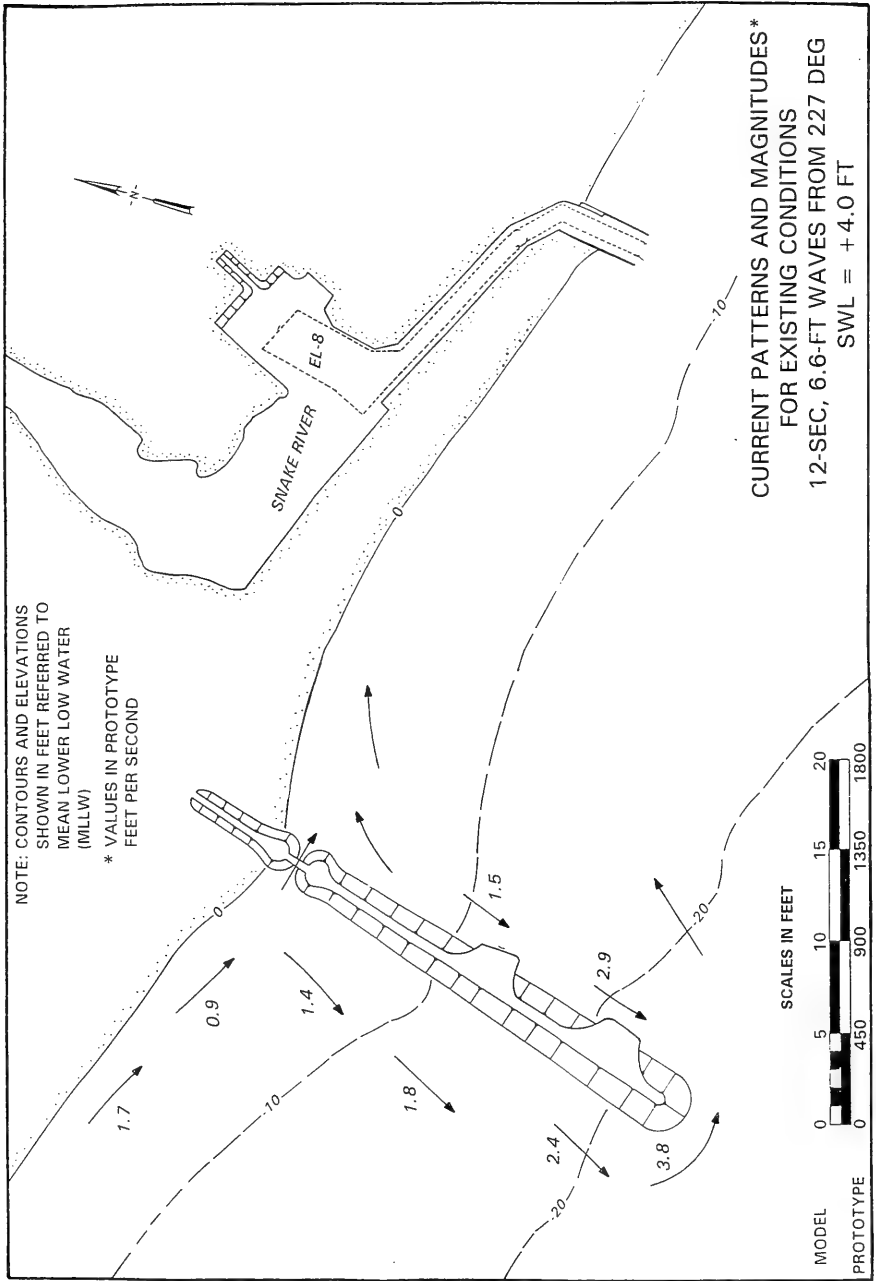 NOTE: CONTOURS AND ELEVATIONS
SHOWN IN FEET REFERRED TO
MEAN LOWER LOW WATER
(MLLW)
* VALUES IN PROTOTYPE
FEET PER SECOND
-N-
SNAKE RIVER
EL-8
0
0
1.7
0.9
1.4
1.8
2.4
3.8
1.5
2.9
-10
-10
-20
-20
CURRENT PATTERNS AND MAGNITUDES*
FOR EXISTING CONDITIONS
12-SEC, 6.6-FT WAVES FROM 227 DEG
SWL = +4.0 FT
SCALES IN FEET
MODEL 0 5 10 15 20
PROTOTYPE 0 450 900 1350 1800